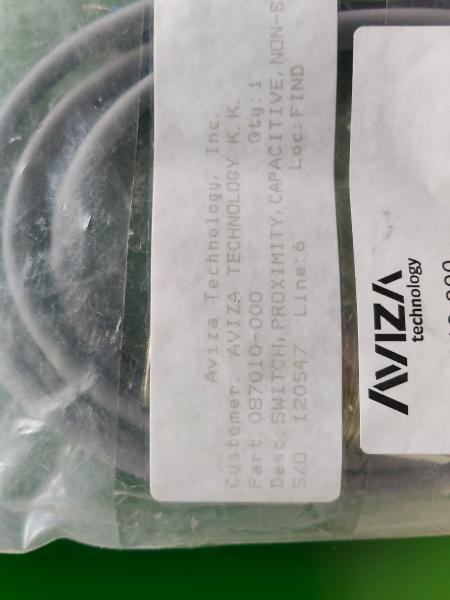 Aviza Technology, Inc.
Customer: AVIZA TECHNOLOGY K.K.
Part: 087010-000 Qty: 1
Desc: SWITCH,PROXIMITY,CAPACITIVE,NON-S
S/O 120547 Line: 6 Loc: FIND
AVIZA
technology